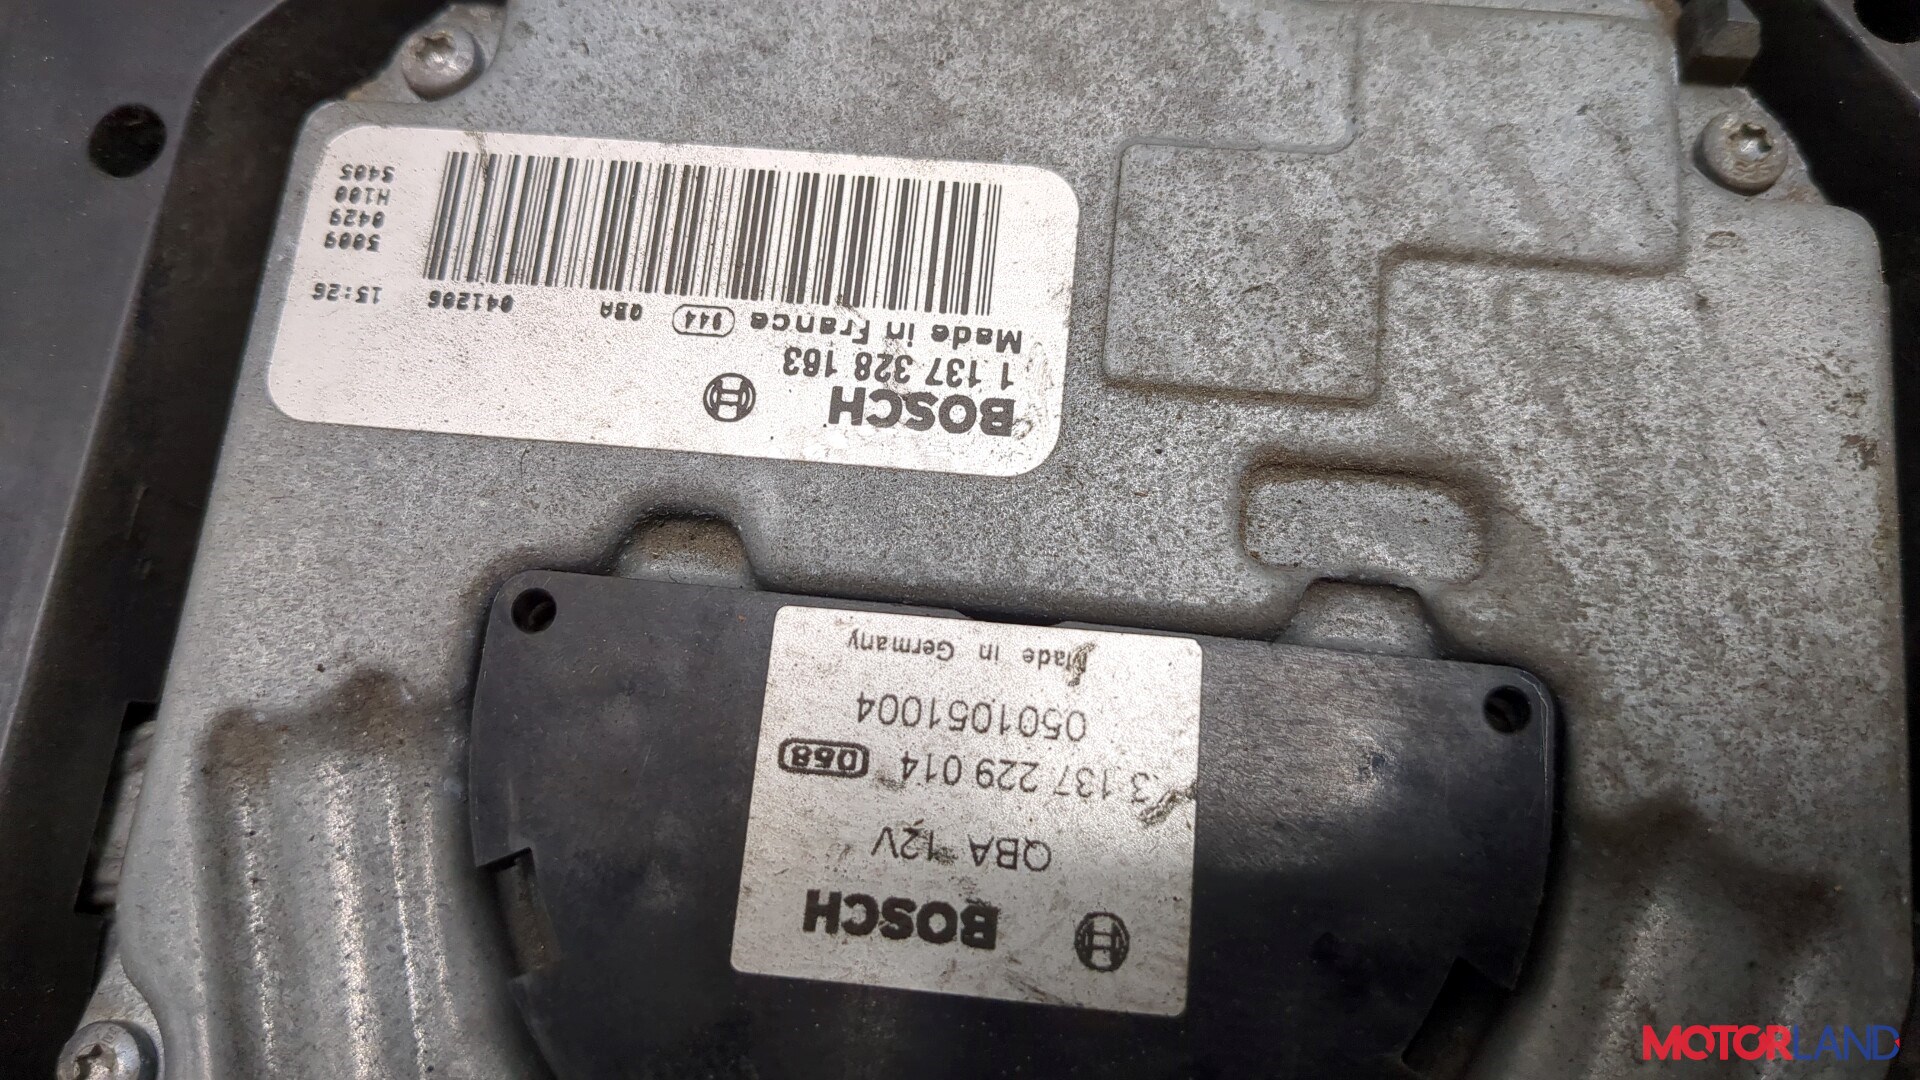 BOSCH
1 137 328 163
Made in France 944 QBA 041206 15:26
5009
0429
H100
5405
BOSCH
QBA 12V
3 137 229 014 068
0501051004
Made in Germany
MOTORLAND